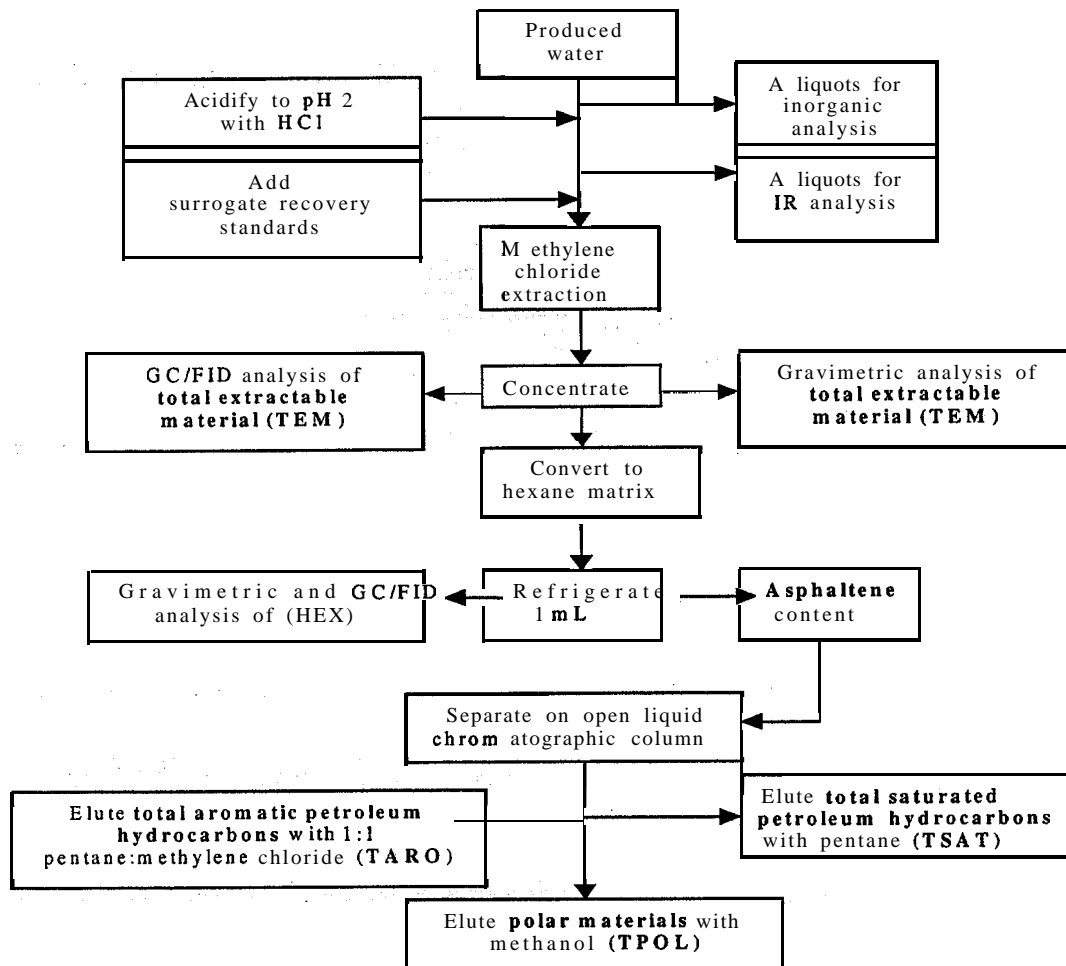 Produced
water
Acidify to pH 2
with HCl
A liquots for
inorganic
analysis
Add
surrogate recovery
standards
A liquots for
IR analysis
M ethylene
chloride
extraction
GC/FID analysis of
total extractable
material (TEM)
Concentrate
Gravimetric analysis of
total extractable
material (TEM)
Convert to
hexane matrix
Gravimetric and GC/FID
analysis of (HEX)
Refrigerate
1 mL
Asphaltene
content
Separate on open liquid
chrom atographic column
Elute total aromatic petroleum
hydrocarbons with 1:1
pentane:methylene chloride (TARO)
Elute total saturated
petroleum hydrocarbons
with pentane (TSAT)
Elute polar materials with
methanol (TPOL)